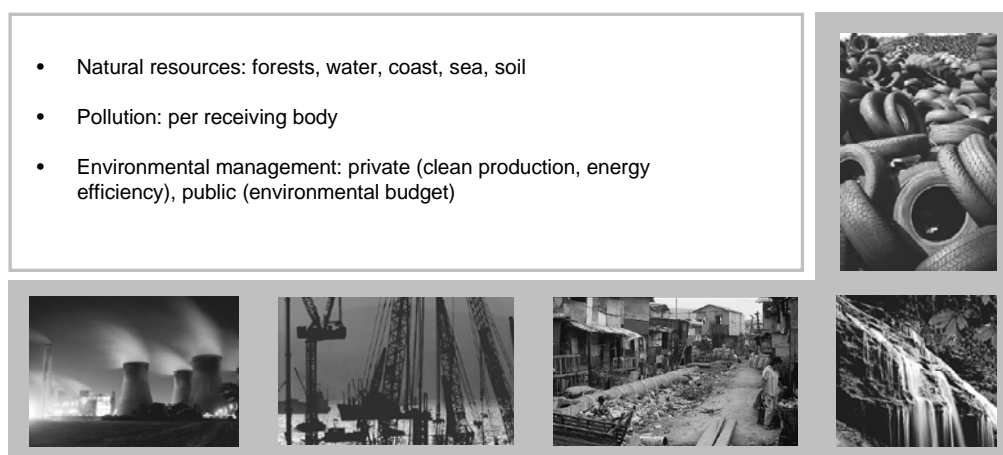 • Natural resources: forests, water, coast, sea, soil
• Pollution: per receiving body
• Environmental management: private (clean production, energy
efficiency), public (environmental budget)